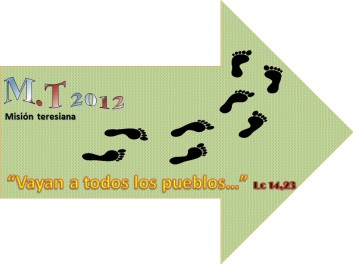 M.T 2012
Misión teresiana
“Vayan a todos los pueblos...” Lc 14,23